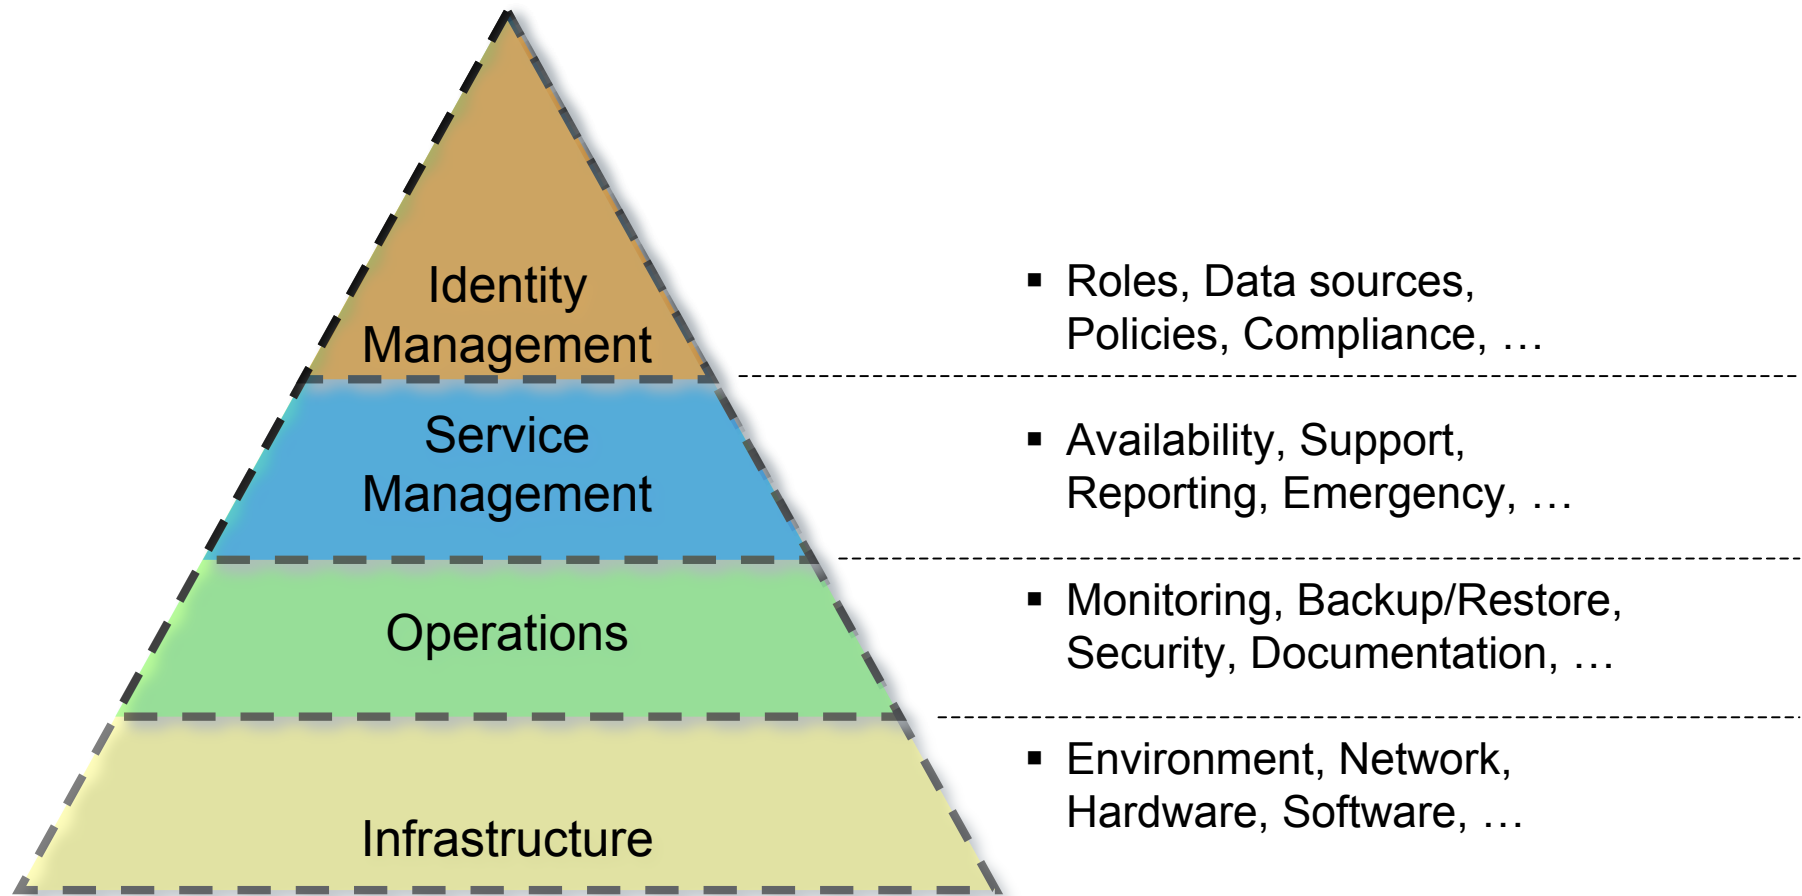 Identity
Management
▪ Roles, Data sources,
Policies, Compliance, …
Service
Management
▪ Availability, Support,
Reporting, Emergency, …
Operations
▪ Monitoring, Backup/Restore,
Security, Documentation, …
Infrastructure
▪ Environment, Network,
Hardware, Software, …